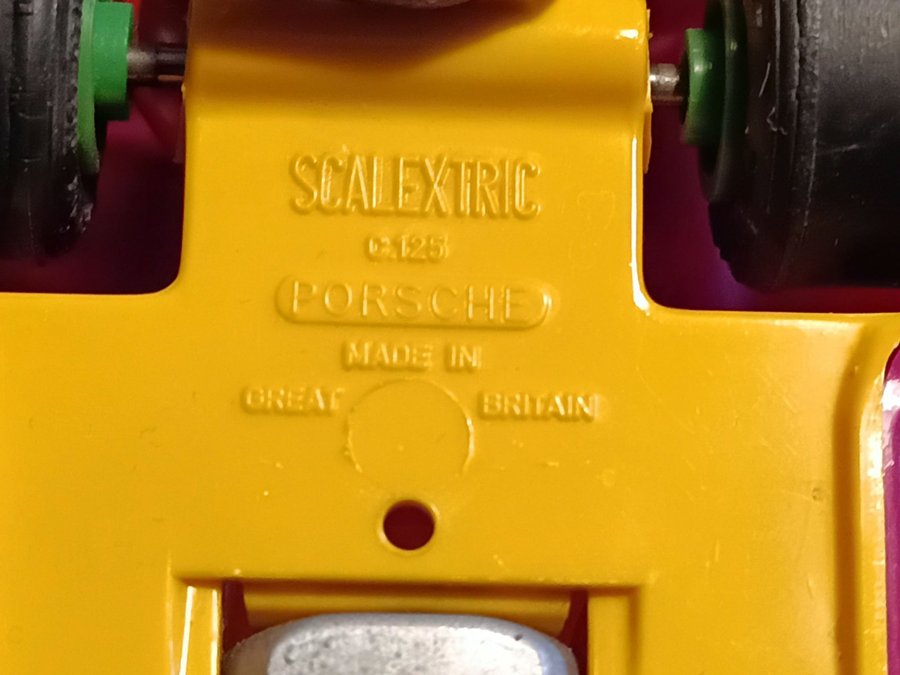 SCALEXTRIC
C.125
PORSCHE
MADE IN
GREAT BRITAIN